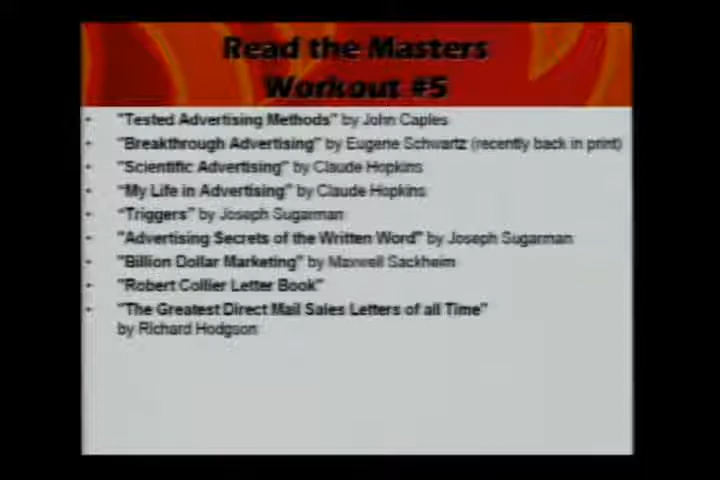 Read the Masters
Workout #5
• "Tested Advertising Methods" by John Caples
• "Breakthrough Advertising" by Eugene Schwartz (recently back in print)
• "Scientific Advertising" by Claude Hopkins
• "My Life in Advertising" by Claude Hopkins
• "Triggers" by Joseph Sugarman
• "Advertising Secrets of the Written Word" by Joseph Sugarman
• "Billion Dollar Marketing" by Maxwell Sackheim
• "Robert Collier Letter Book"
• "The Greatest Direct Mail Sales Letters of all Time"
by Richard Hodgson